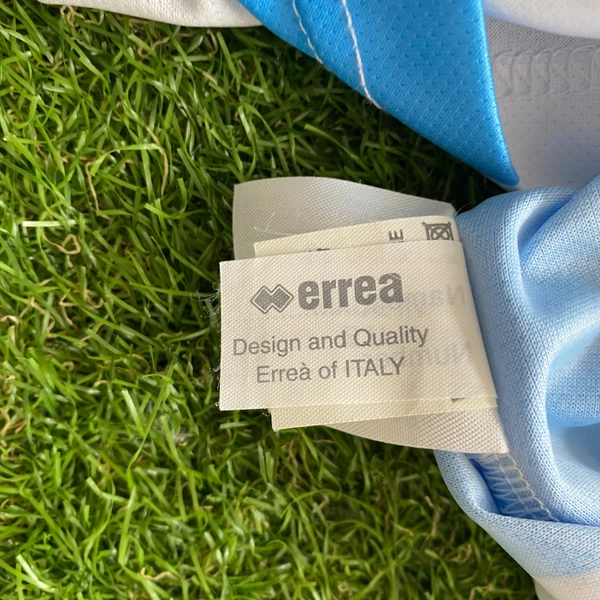 errea
Design and Quality
Erreà of ITALY